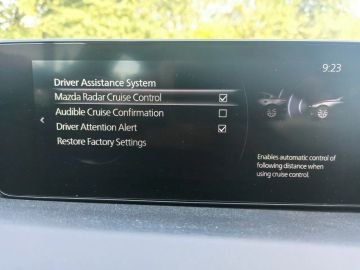 9:23
Driver Assistance System
Mazda Radar Cruise Control
Audible Cruise Confirmation
Driver Attention Alert
Restore Factory Settings
Enables automatic control of
following distance when
using cruise control.